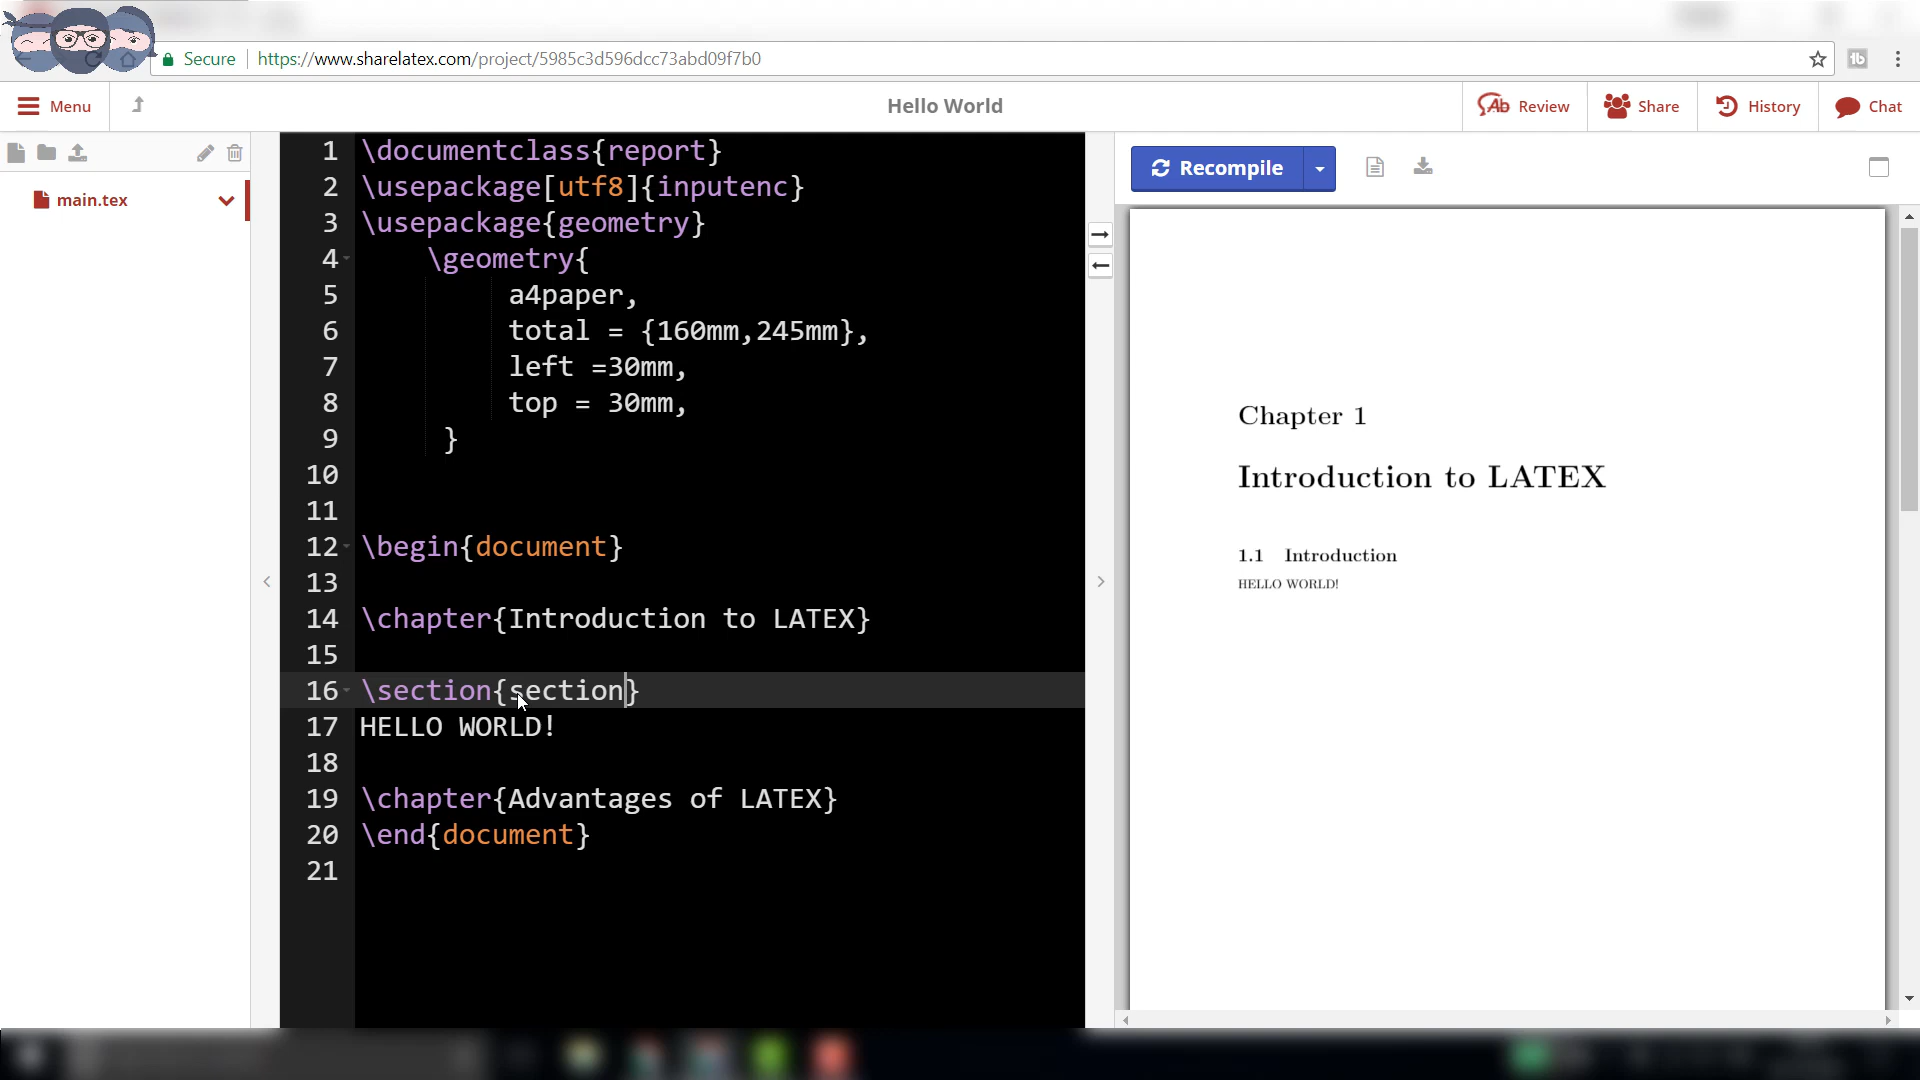 Secure https://www.sharelatex.com/project/5985c3d596dcc73abd09f7b0
Menu
Hello World
Review
Share
History
Chat
main.tex
Recompile
1 \documentclass{report}
2 \usepackage[utf8]{inputenc}
3 \usepackage{geometry}
4 \geometry{
5 a4paper,
6 total = {160mm,245mm},
7 left =30mm,
8 top = 30mm,
9 }
10
11
12 \begin{document}
13
14 \chapter{Introduction to LATEX}
15
16 \section{section}
17 HELLO WORLD!
18
19 \chapter{Advantages of LATEX}
20 \end{document}
21
Chapter 1
Introduction to LATEX
1.1 Introduction
HELLO WORLD!